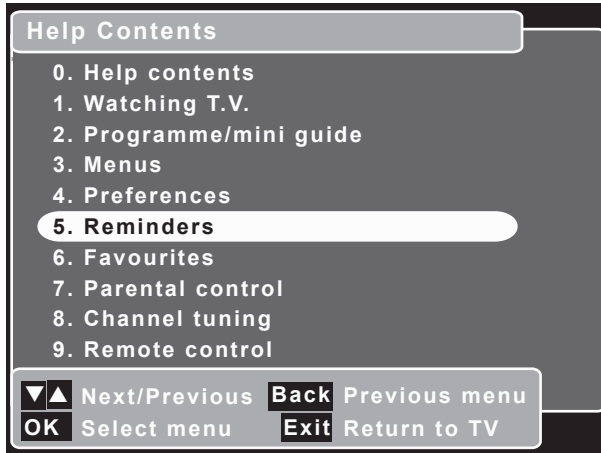 Help Contents
0. Help contents
1. Watching T.V.
2. Programme/mini guide
3. Menus
4. Preferences
5. Reminders
6. Favourites
7. Parental control
8. Channel tuning
9. Remote control
▼▲ Next/Previous Back Previous menu
OK Select menu Exit Return to TV